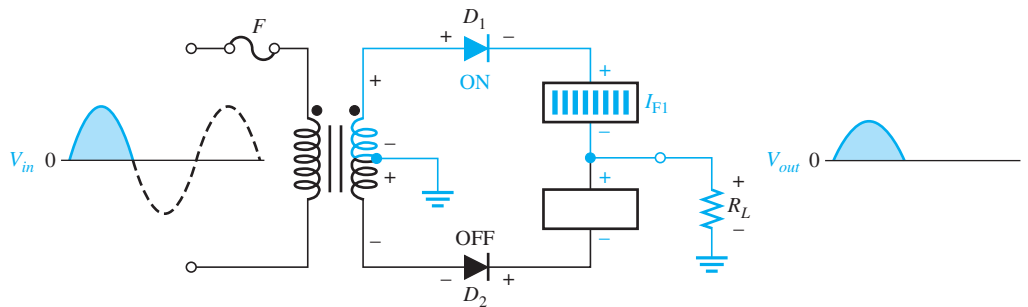 F
D1
+ −
ON
+
−
+
−
+
IF1
−
Vin 0
Vout 0
+
−
+
RL
−
OFF
− +
D2